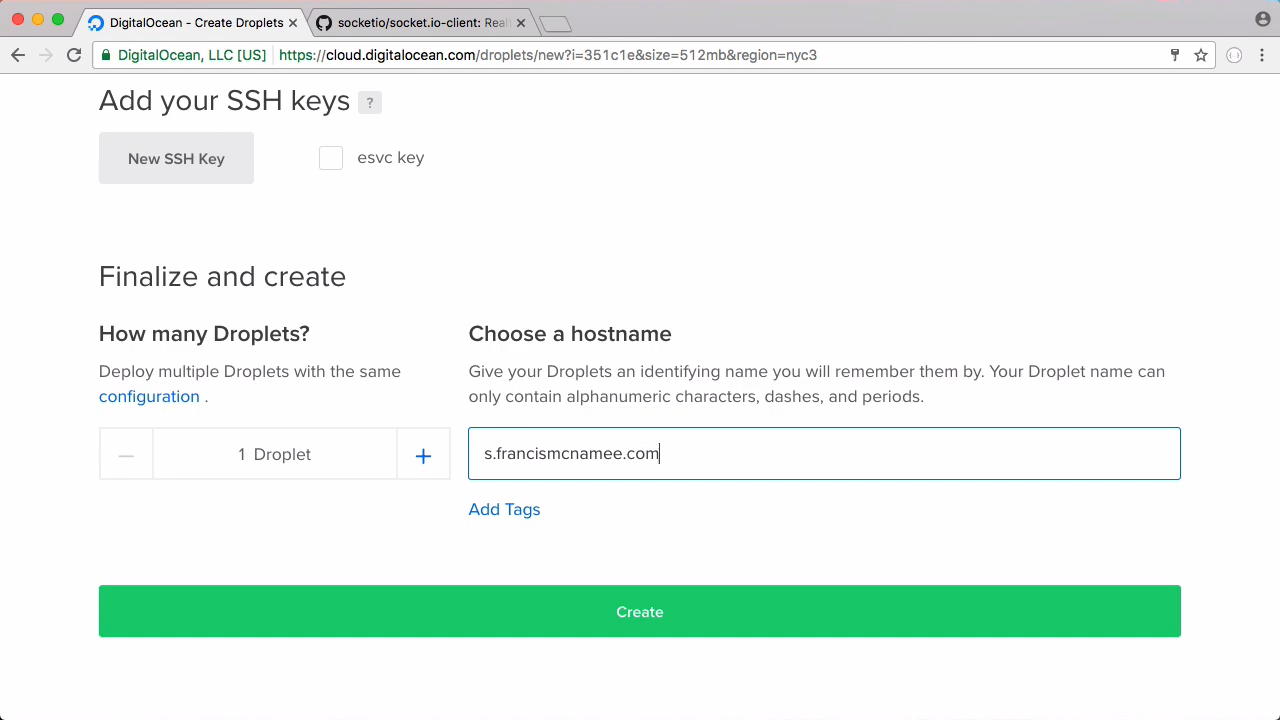 DigitalOcean - Create Droplets
socketio/socket.io-client: Real
DigitalOcean, LLC [US]
https://cloud.digitalocean.com/droplets/new?i=351c1e&size=512mb&region=nyc3
Add your SSH keys ?
New SSH Key
esvc key
Finalize and create
How many Droplets?
Deploy multiple Droplets with the same
configuration .
1 Droplet
Choose a hostname
Give your Droplets an identifying name you will remember them by. Your Droplet name can
only contain alphanumeric characters, dashes, and periods.
s.francismcnamee.com
Add Tags
Create